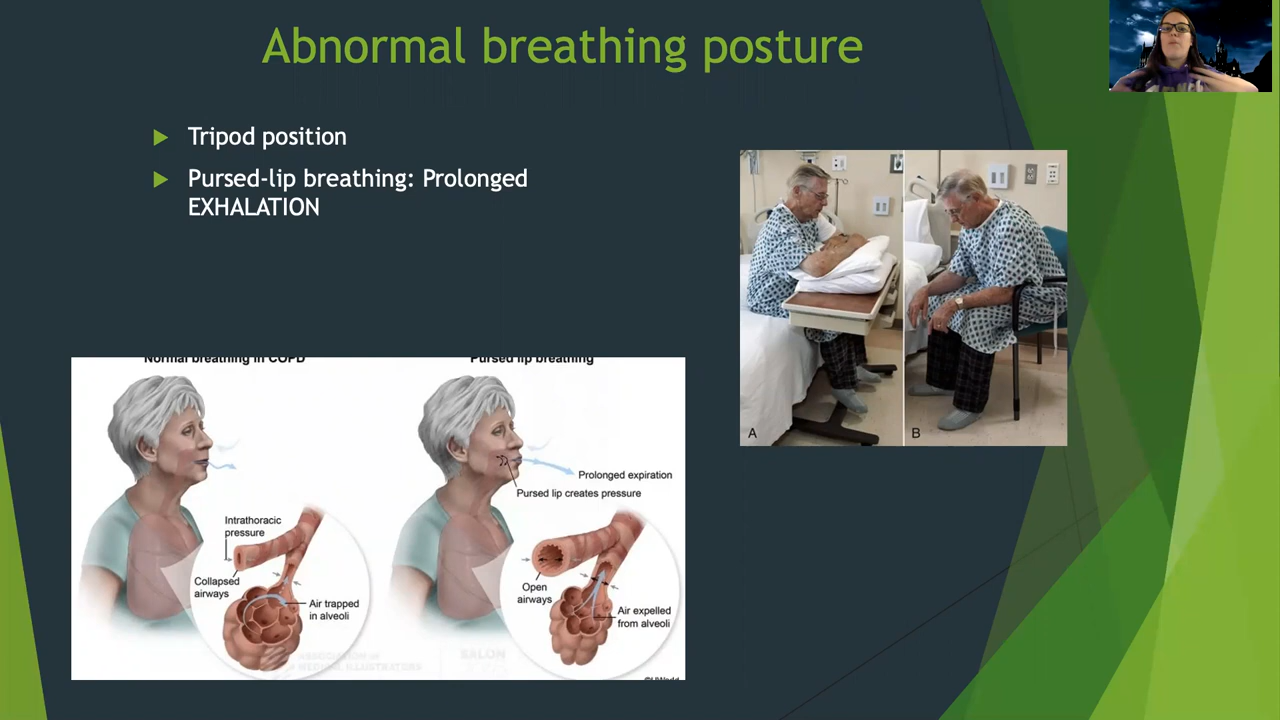 Abnormal breathing posture
Tripod position
Pursed-lip breathing: Prolonged
EXHALATION
A
B
Normal breathing in COPD
Pursed lip breathing
Prolonged expiration
Pursed lip creates pressure
Intrathoracic
pressure
Collapsed
airways
Air trapped
in alveoli
Open
airways
Air expelled
from alveoli
©UWorld